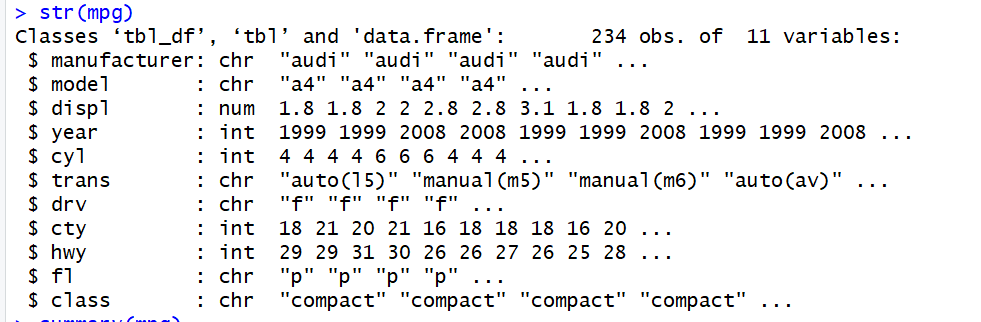 > str(mpg)
Classes ‘tbl_df’, ‘tbl’ and 'data.frame':       234 obs. of  11 variables:
 $ manufacturer: chr  "audi" "audi" "audi" "audi" ...
 $ model       : chr  "a4" "a4" "a4" "a4" ...
 $ displ       : num  1.8 1.8 2 2 2.8 2.8 3.1 1.8 1.8 2 ...
 $ year        : int  1999 1999 2008 2008 1999 1999 2008 1999 1999 2008 ...
 $ cyl         : int  4 4 4 4 6 6 6 4 4 4 ...
 $ trans       : chr  "auto(l5)" "manual(m5)" "manual(m6)" "auto(av)" ...
 $ drv         : chr  "f" "f" "f" "f" ...
 $ cty         : int  18 21 20 21 16 18 18 18 16 20 ...
 $ hwy         : int  29 29 31 30 26 26 27 26 25 28 ...
 $ fl          : chr  "p" "p" "p" "p" ...
 $ class       : chr  "compact" "compact" "compact" "compact" ...
> summary(mpg)